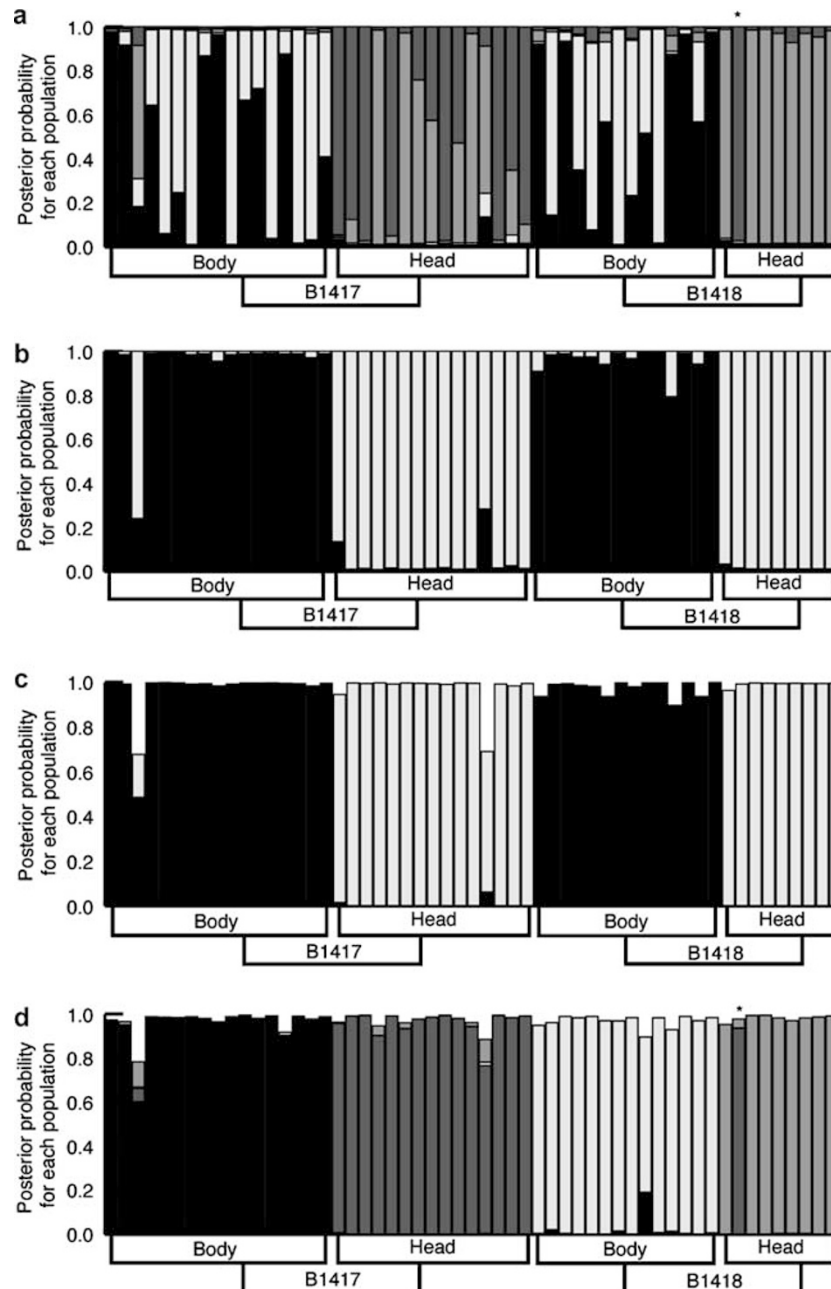 a
*
Posterior probability
for each population
1.0
0.8
0.6
0.4
0.2
0.0
Body Head Body Head
B1417 B1418
b
Posterior probability
for each population
1.0
0.8
0.6
0.4
0.2
0.0
Body Head Body Head
B1417 B1418
c
Posterior probability
for each population
1.0
0.8
0.6
0.4
0.2
0.0
Body Head Body Head
B1417 B1418
d
*
Posterior probability
for each population
1.0
0.8
0.6
0.4
0.2
0.0
Body Head Body Head
B1417 B1418